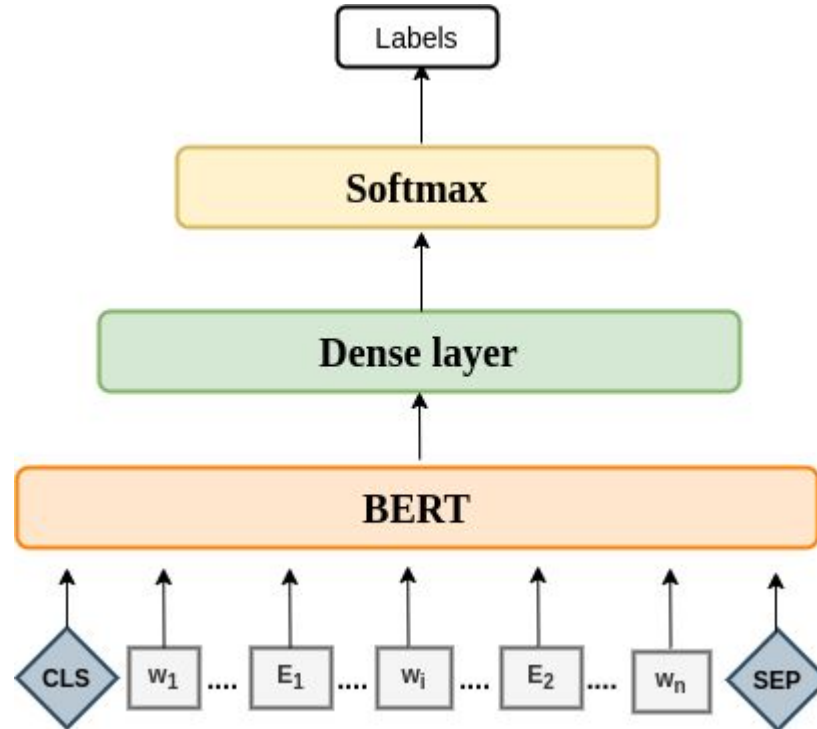 Labels
Softmax
Dense layer
BERT
CLS w₁ .... E₁ .... wᵢ .... E₂ .... wₙ SEP